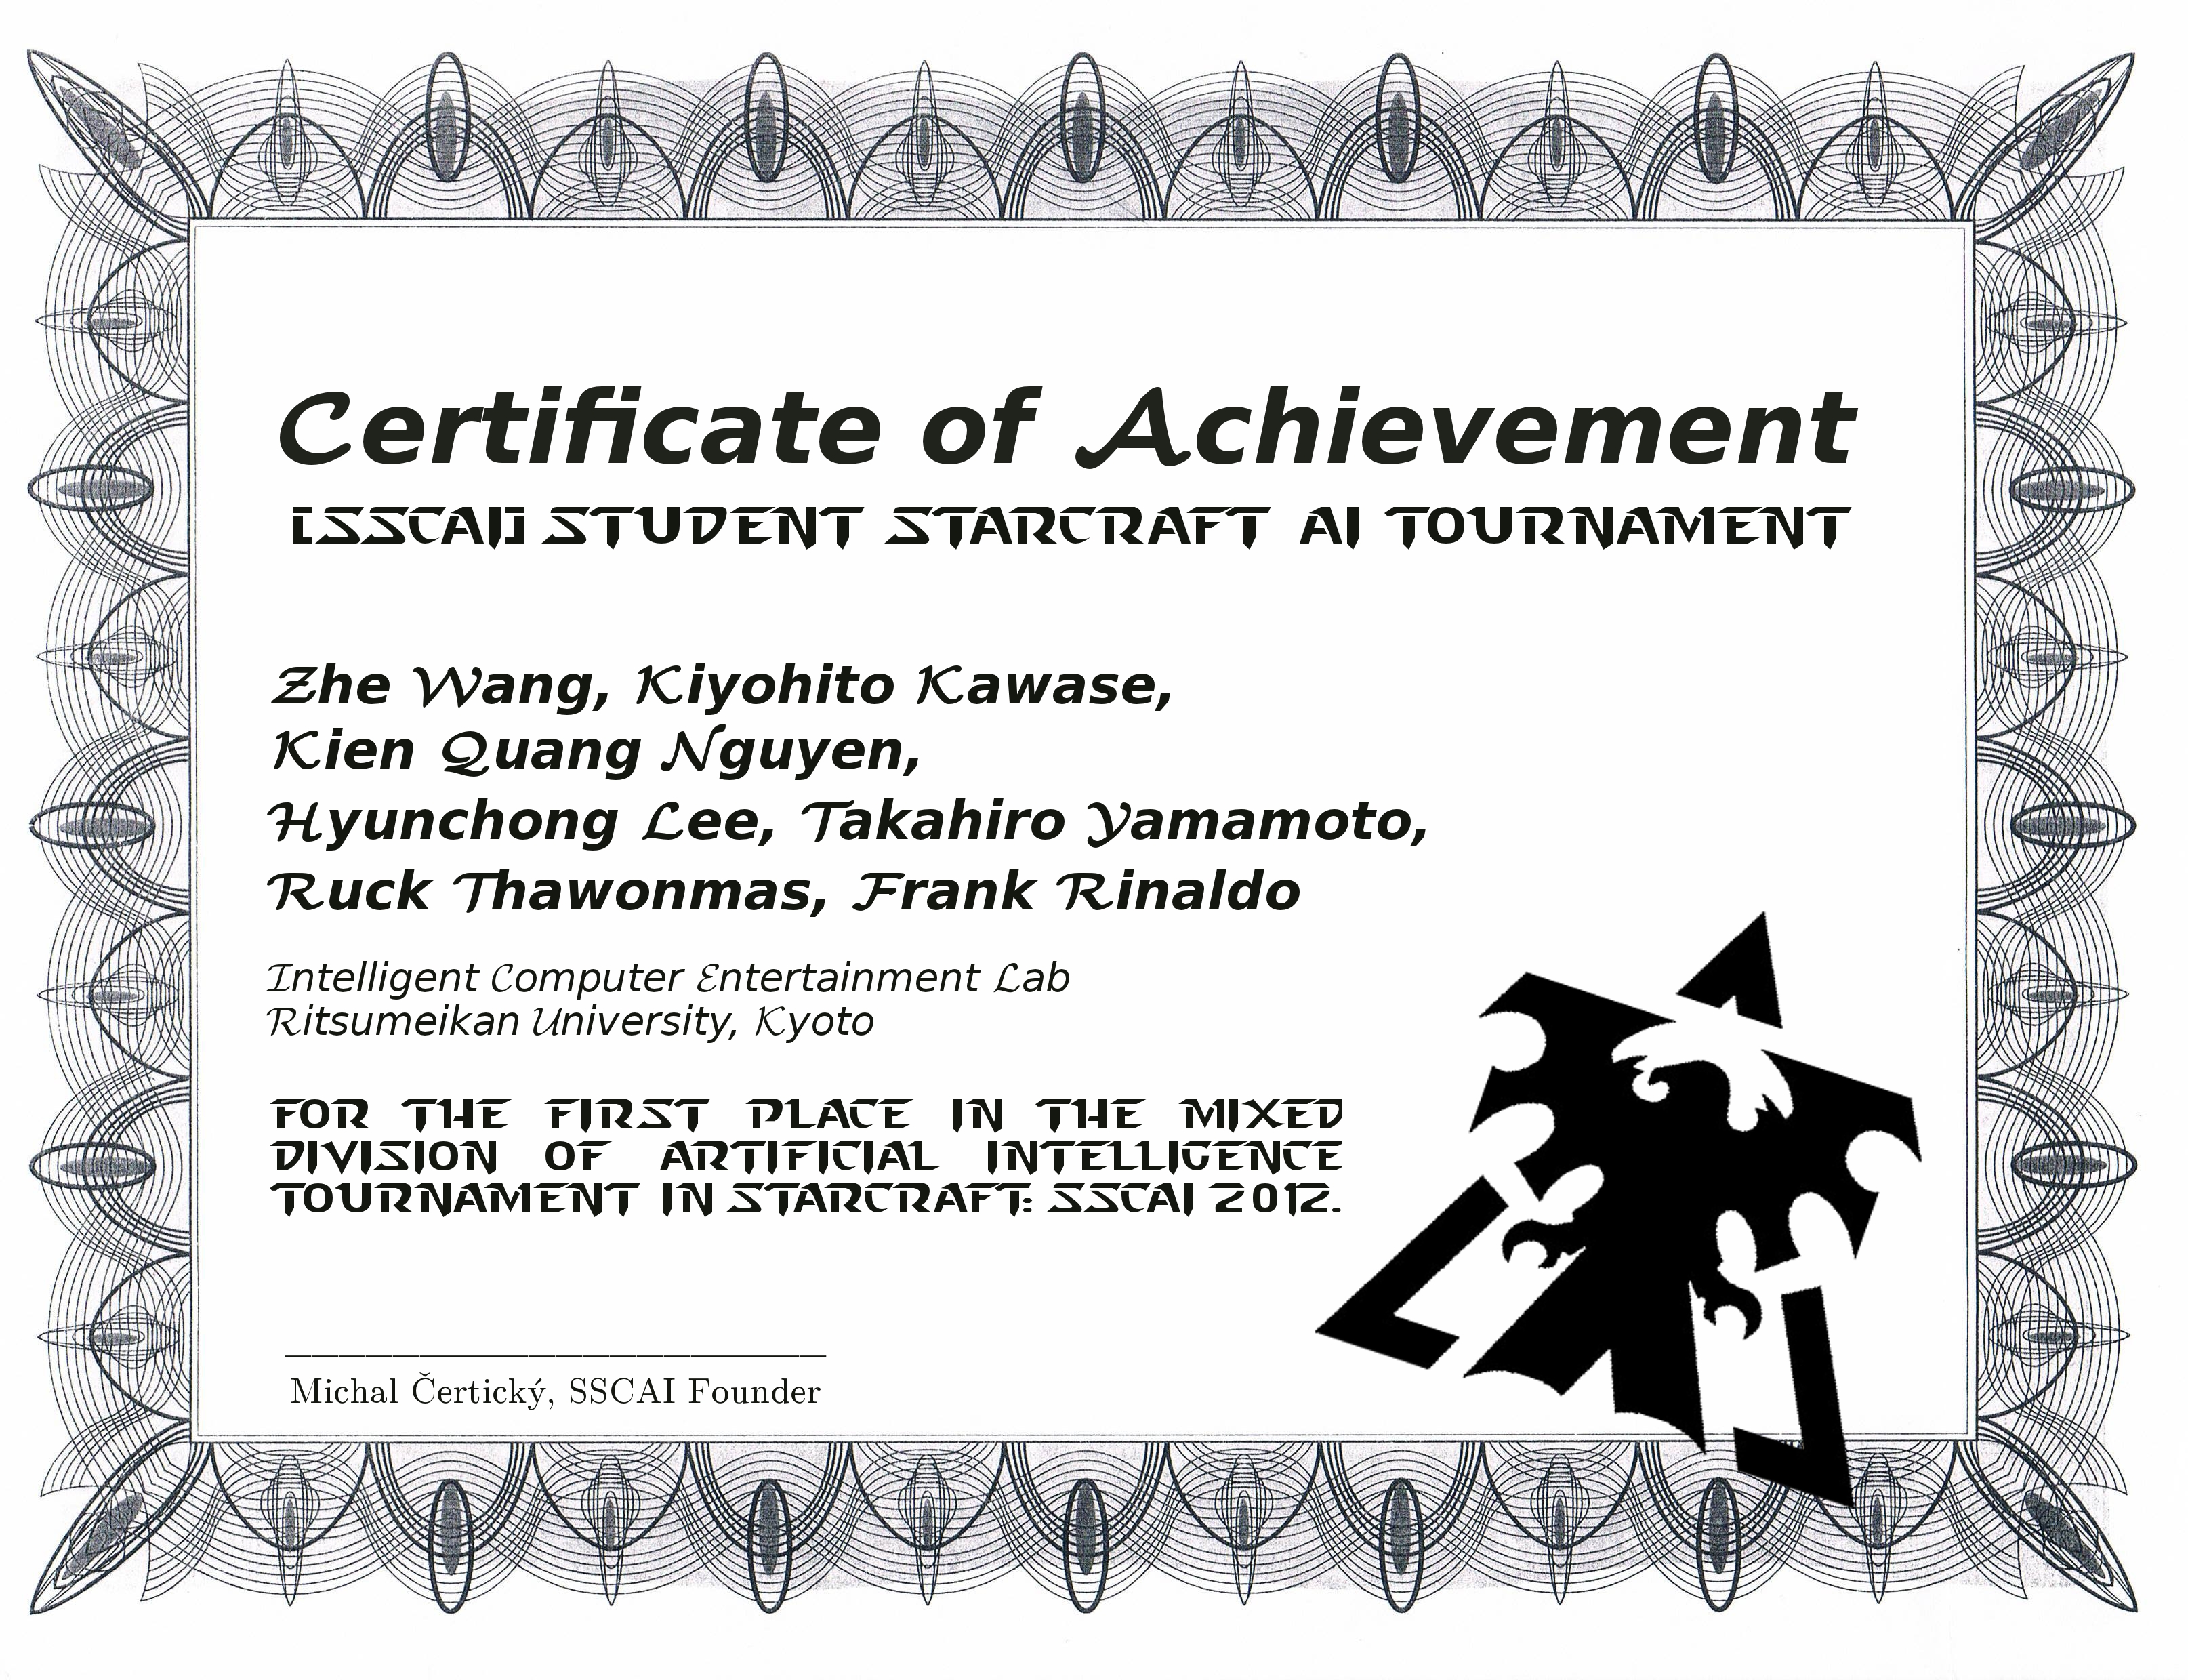 Certificate of Achievement
[SSCAI] STUDENT STARCRAFT AI TOURNAMENT
Zhe Wang, Kiyohito Kawase,
Kien Quang Nguyen,
Hyunchong Lee, Takahiro Yamamoto,
Ruck Thawonmas, Frank Rinaldo
Intelligent Computer Entertainment Lab
Ritsumeikan University, Kyoto
FOR THE FIRST PLACE IN THE MIXED
DIVISION OF ARTIFICIAL INTELLIGENCE
TOURNAMENT IN STARCRAFT: SSCAI 2012.
Michal Čertický, SSCAI Founder